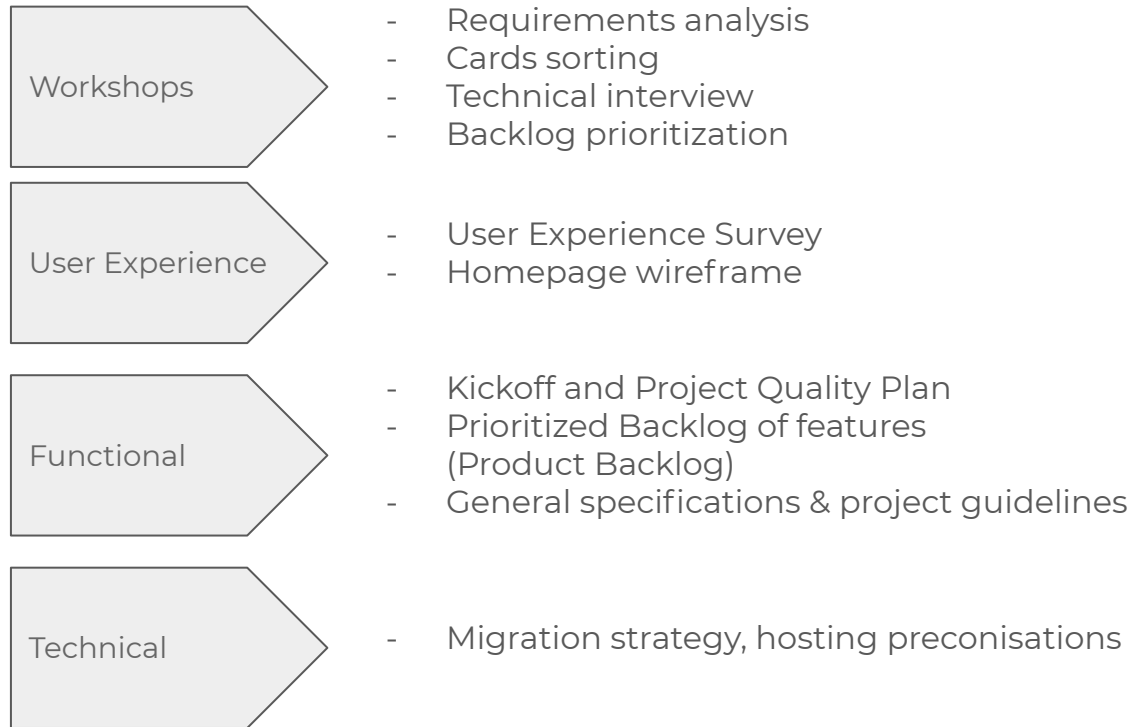 Workshops
- Requirements analysis
- Cards sorting
- Technical interview
- Backlog prioritization
User Experience
- User Experience Survey
- Homepage wireframe
Functional
- Kickoff and Project Quality Plan
- Prioritized Backlog of features
(Product Backlog)
- General specifications & project guidelines
Technical
- Migration strategy, hosting preconisations